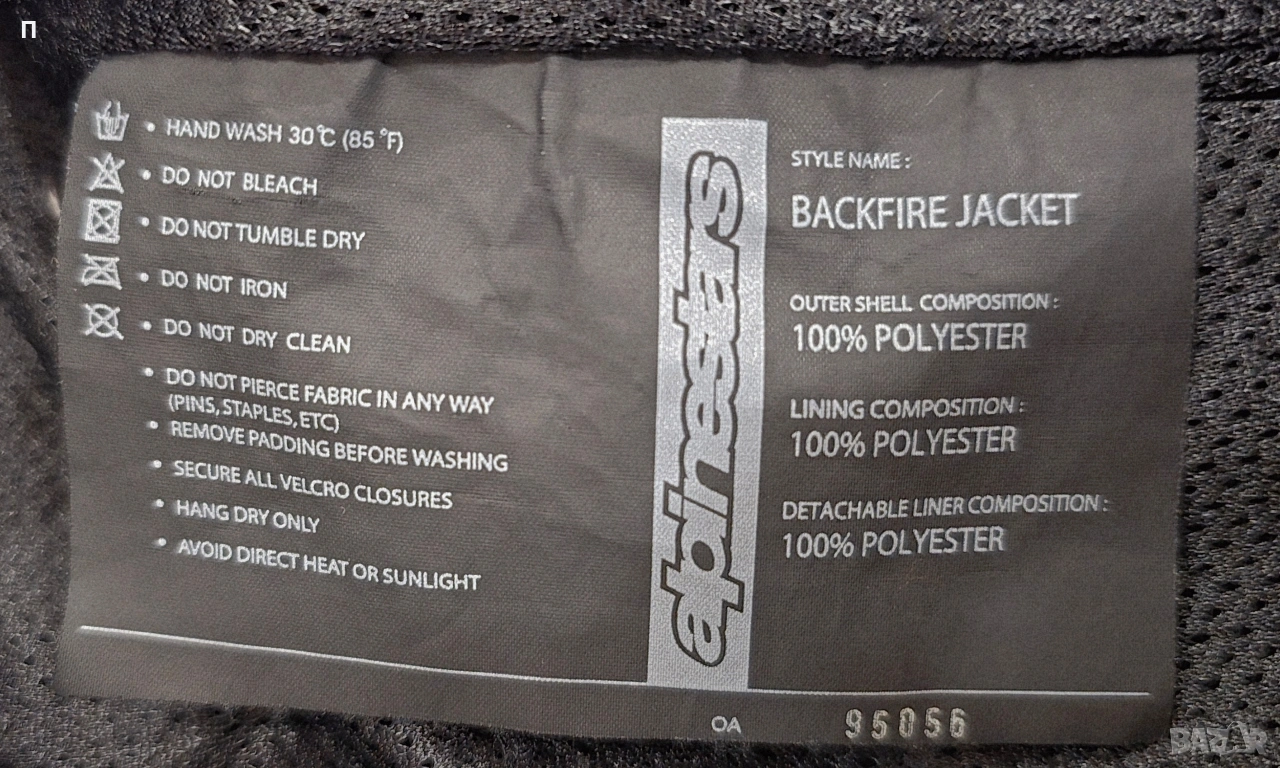 П
• HAND WASH 30°C (85 °F)
• DO NOT BLEACH
• DO NOT TUMBLE DRY
• DO NOT IRON
• DO NOT DRY CLEAN
• DO NOT PIERCE FABRIC IN ANY WAY
(PINS, STAPLES, ETC)
• REMOVE PADDING BEFORE WASHING
• SECURE ALL VELCRO CLOSURES
• HANG DRY ONLY
• AVOID DIRECT HEAT OR SUNLIGHT
alpinestars
STYLE NAME :
BACKFIRE JACKET
OUTER SHELL COMPOSITION :
100% POLYESTER
LINING COMPOSITION :
100% POLYESTER
DETACHABLE LINER COMPOSITION :
100% POLYESTER
OA 95056
BAZAR